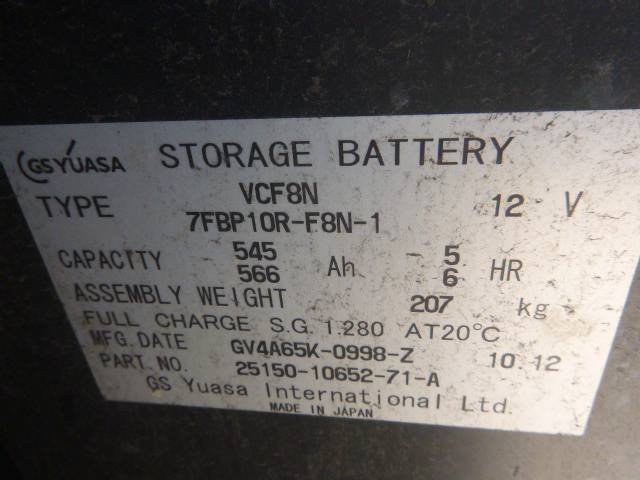 GS YUASA STORAGE BATTERY
VCF8N
TYPE 7FBP10R-F8N-1 12 V
545 5
CAPACITY 566 Ah 6 HR
ASSEMBLY WEIGHT 207 kg
FULL CHARGE S.G. 1.280 AT20°C
MFG.DATE GV4A65K-0998-Z 10.12
PART.NO. 25150-10652-71-A
GS Yuasa International Ltd.
MADE IN JAPAN